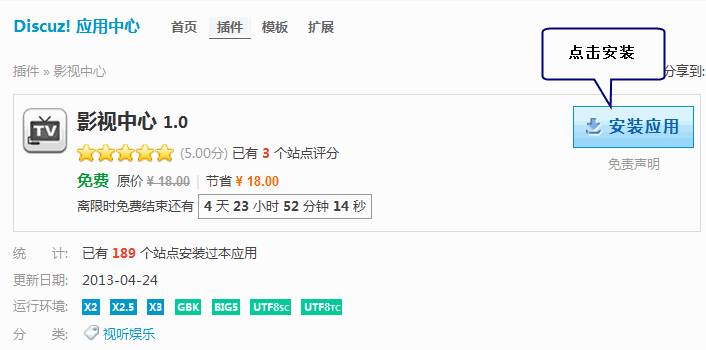 Discuz! 应用中心 首页 插件 模板 扩展
点击安装
插件 » 影视中心 分享到:
TV
影视中心 1.0
安装应用
(5.00分) 已有 3 个站点评分
免责声明
免费 原价 ¥ 18.00 | 节省 ¥ 18.00
离限时免费结束还有 4 天 23 小时 52 分钟 14 秒
统 计: 已有 189 个站点安装过本应用
更新日期: 2013-04-24
运行环境: X2 X2.5 X3 GBK BIG5 UTF8SC UTF8TC
分 类: 视听娱乐